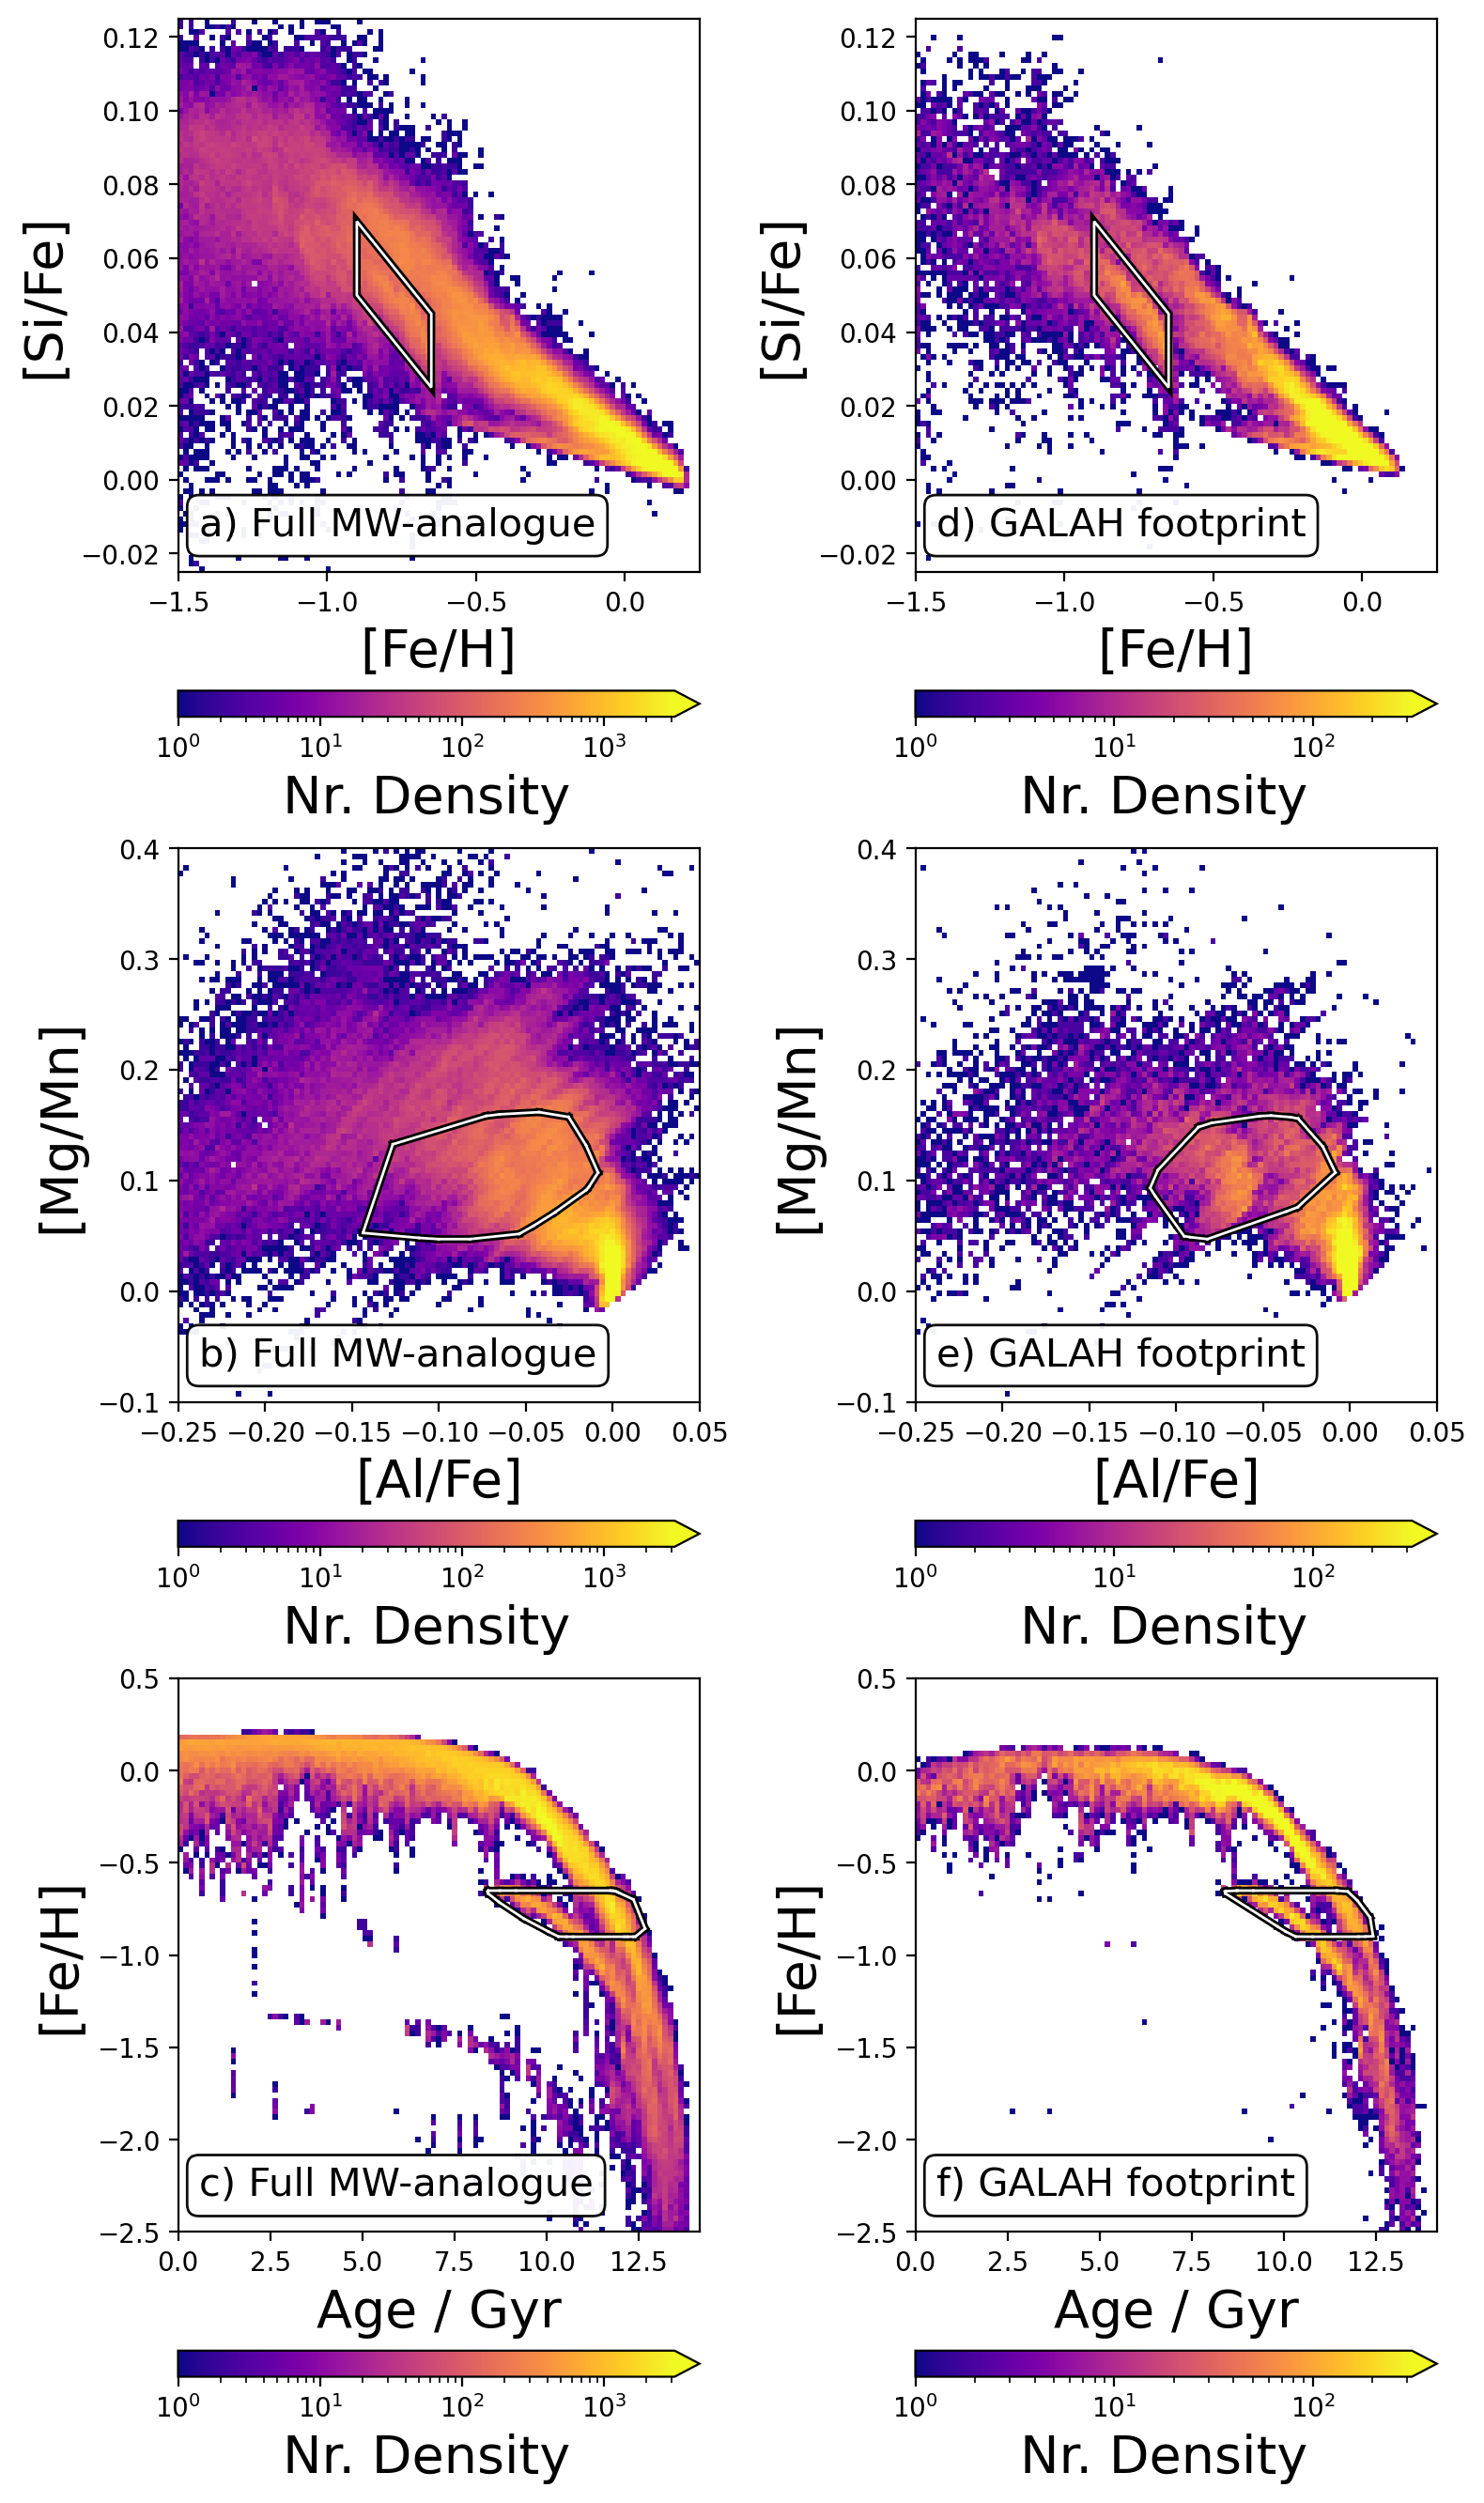 0.12
0.10
0.08
0.06
0.04
0.02
0.00
−0.02
[Si/Fe]
a) Full MW-analogue
−1.5 −1.0 −0.5 0.0
[Fe/H]
10⁰ 10¹ 10² 10³
Nr. Density
0.12
0.10
0.08
0.06
0.04
0.02
0.00
−0.02
[Si/Fe]
d) GALAH footprint
−1.5 −1.0 −0.5 0.0
[Fe/H]
10⁰ 10¹ 10²
Nr. Density
0.4
0.3
0.2
0.1
0.0
−0.1
[Mg/Mn]
b) Full MW-analogue
−0.25 −0.20 −0.15 −0.10 −0.05 0.00 0.05
[Al/Fe]
10⁰ 10¹ 10² 10³
Nr. Density
0.4
0.3
0.2
0.1
0.0
−0.1
[Mg/Mn]
e) GALAH footprint
−0.25 −0.20 −0.15 −0.10 −0.05 0.00 0.05
[Al/Fe]
10⁰ 10¹ 10²
Nr. Density
0.5
0.0
−0.5
−1.0
−1.5
−2.0
−2.5
[Fe/H]
c) Full MW-analogue
0.0 2.5 5.0 7.5 10.0 12.5
Age / Gyr
10⁰ 10¹ 10² 10³
Nr. Density
0.5
0.0
−0.5
−1.0
−1.5
−2.0
−2.5
[Fe/H]
f) GALAH footprint
0.0 2.5 5.0 7.5 10.0 12.5
Age / Gyr
10⁰ 10¹ 10²
Nr. Density